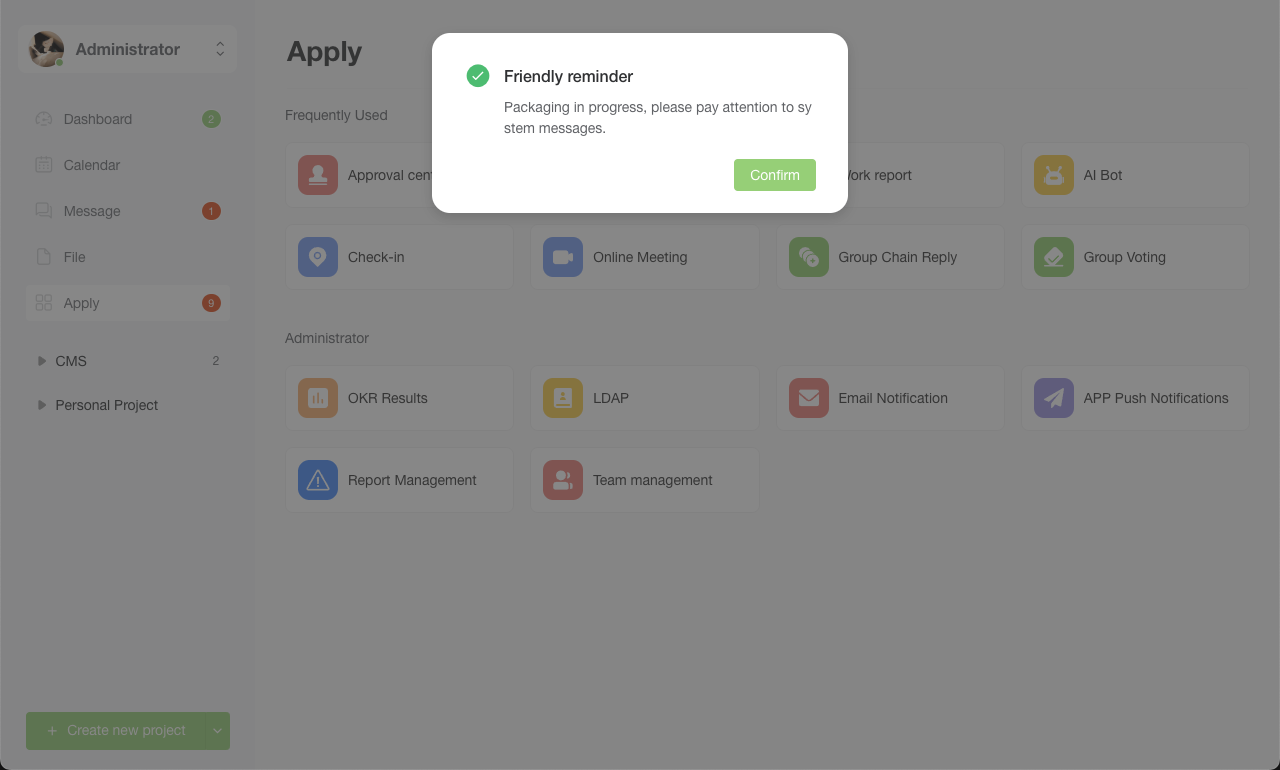 Administrator
Dashboard 2
Calendar
Message 1
File
Apply 9
CMS 2
Personal Project
Create new project
Apply
Frequently Used
Friendly reminder
Packaging in progress, please pay attention to sy
stem messages.
Confirm
Approval cen
Work report
AI Bot
Check-in
Online Meeting
Group Chain Reply
Group Voting
Administrator
OKR Results
LDAP
Email Notification
APP Push Notifications
Report Management
Team management